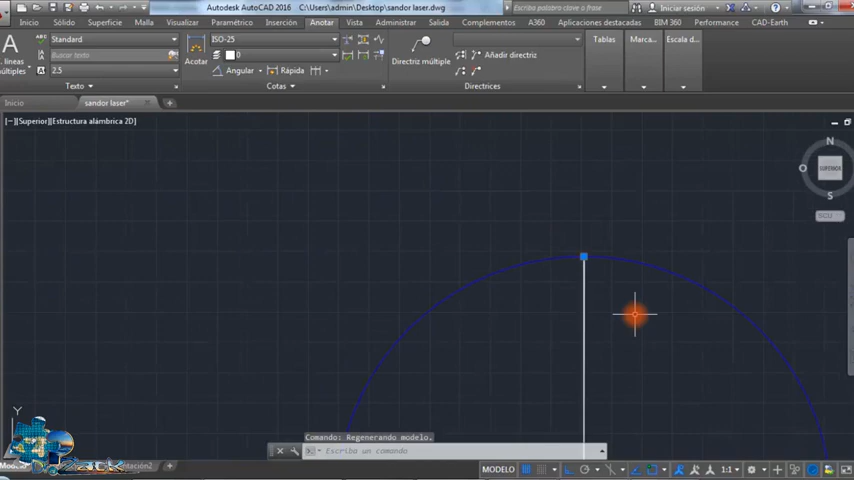 Autodesk AutoCAD 2016 C:\Users\admin\Desktop\sandor laser.dwg
Escriba palabra clave o frase
Iniciar sesión
Inicio Sólido Superficie Malla Visualizar Paramétrico Inserción Anotar Vista Administrar Salida Complementos A360 Aplicaciones destacadas BIM 360 Performance CAD-Earth
A
Standard
Buscar texto
2.5
A. líneas
múltiples
Acotar
ISO-25
0
Angular Rápida
Directriz múltiple
Añadir directriz
Tablas Marca... Escala d...
Texto Cotas Directrices
Inicio sandor laser*
[−][Superior][Estructura alámbrica 2D]
N
O
SUPERIOR
S
SCU
Y
Comando: Regenerando modelo.
Escriba un comando
Modelo entación2
MODELO
1:1